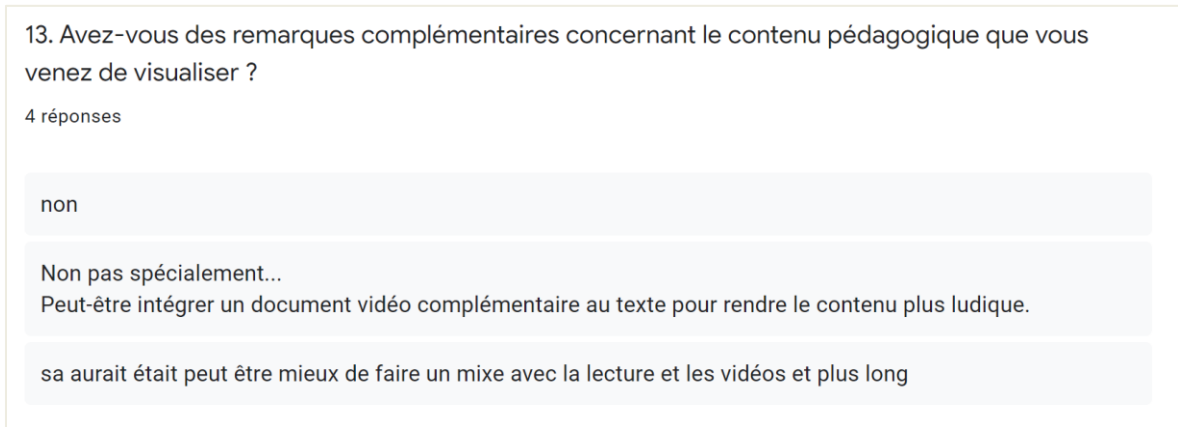 13. Avez-vous des remarques complémentaires concernant le contenu pédagogique que vous
venez de visualiser ?
4 réponses
non
Non pas spécialement...
Peut-être intégrer un document vidéo complémentaire au texte pour rendre le contenu plus ludique.
sa aurait était peut être mieux de faire un mixe avec la lecture et les vidéos et plus long